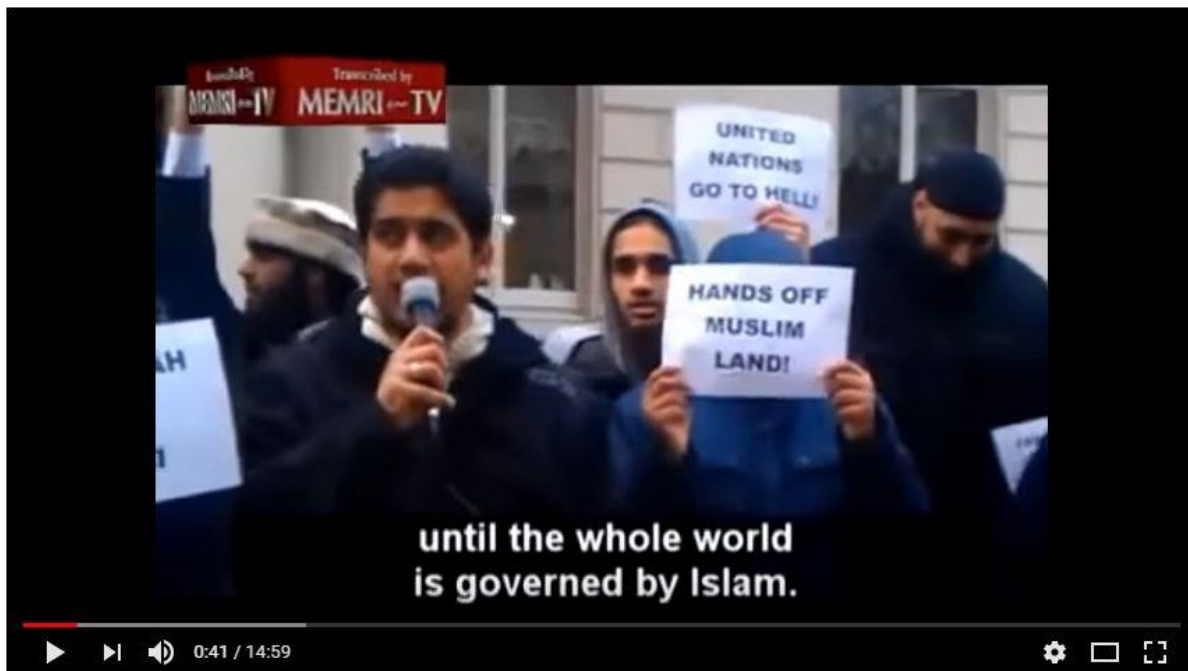 Transcribed by
MEMRI TV
MEMRI TV
UNITED
NATIONS
GO TO HELL!
HANDS OFF
MUSLIM
LAND!
AH
until the whole world
is governed by Islam.
0:41 / 14:59